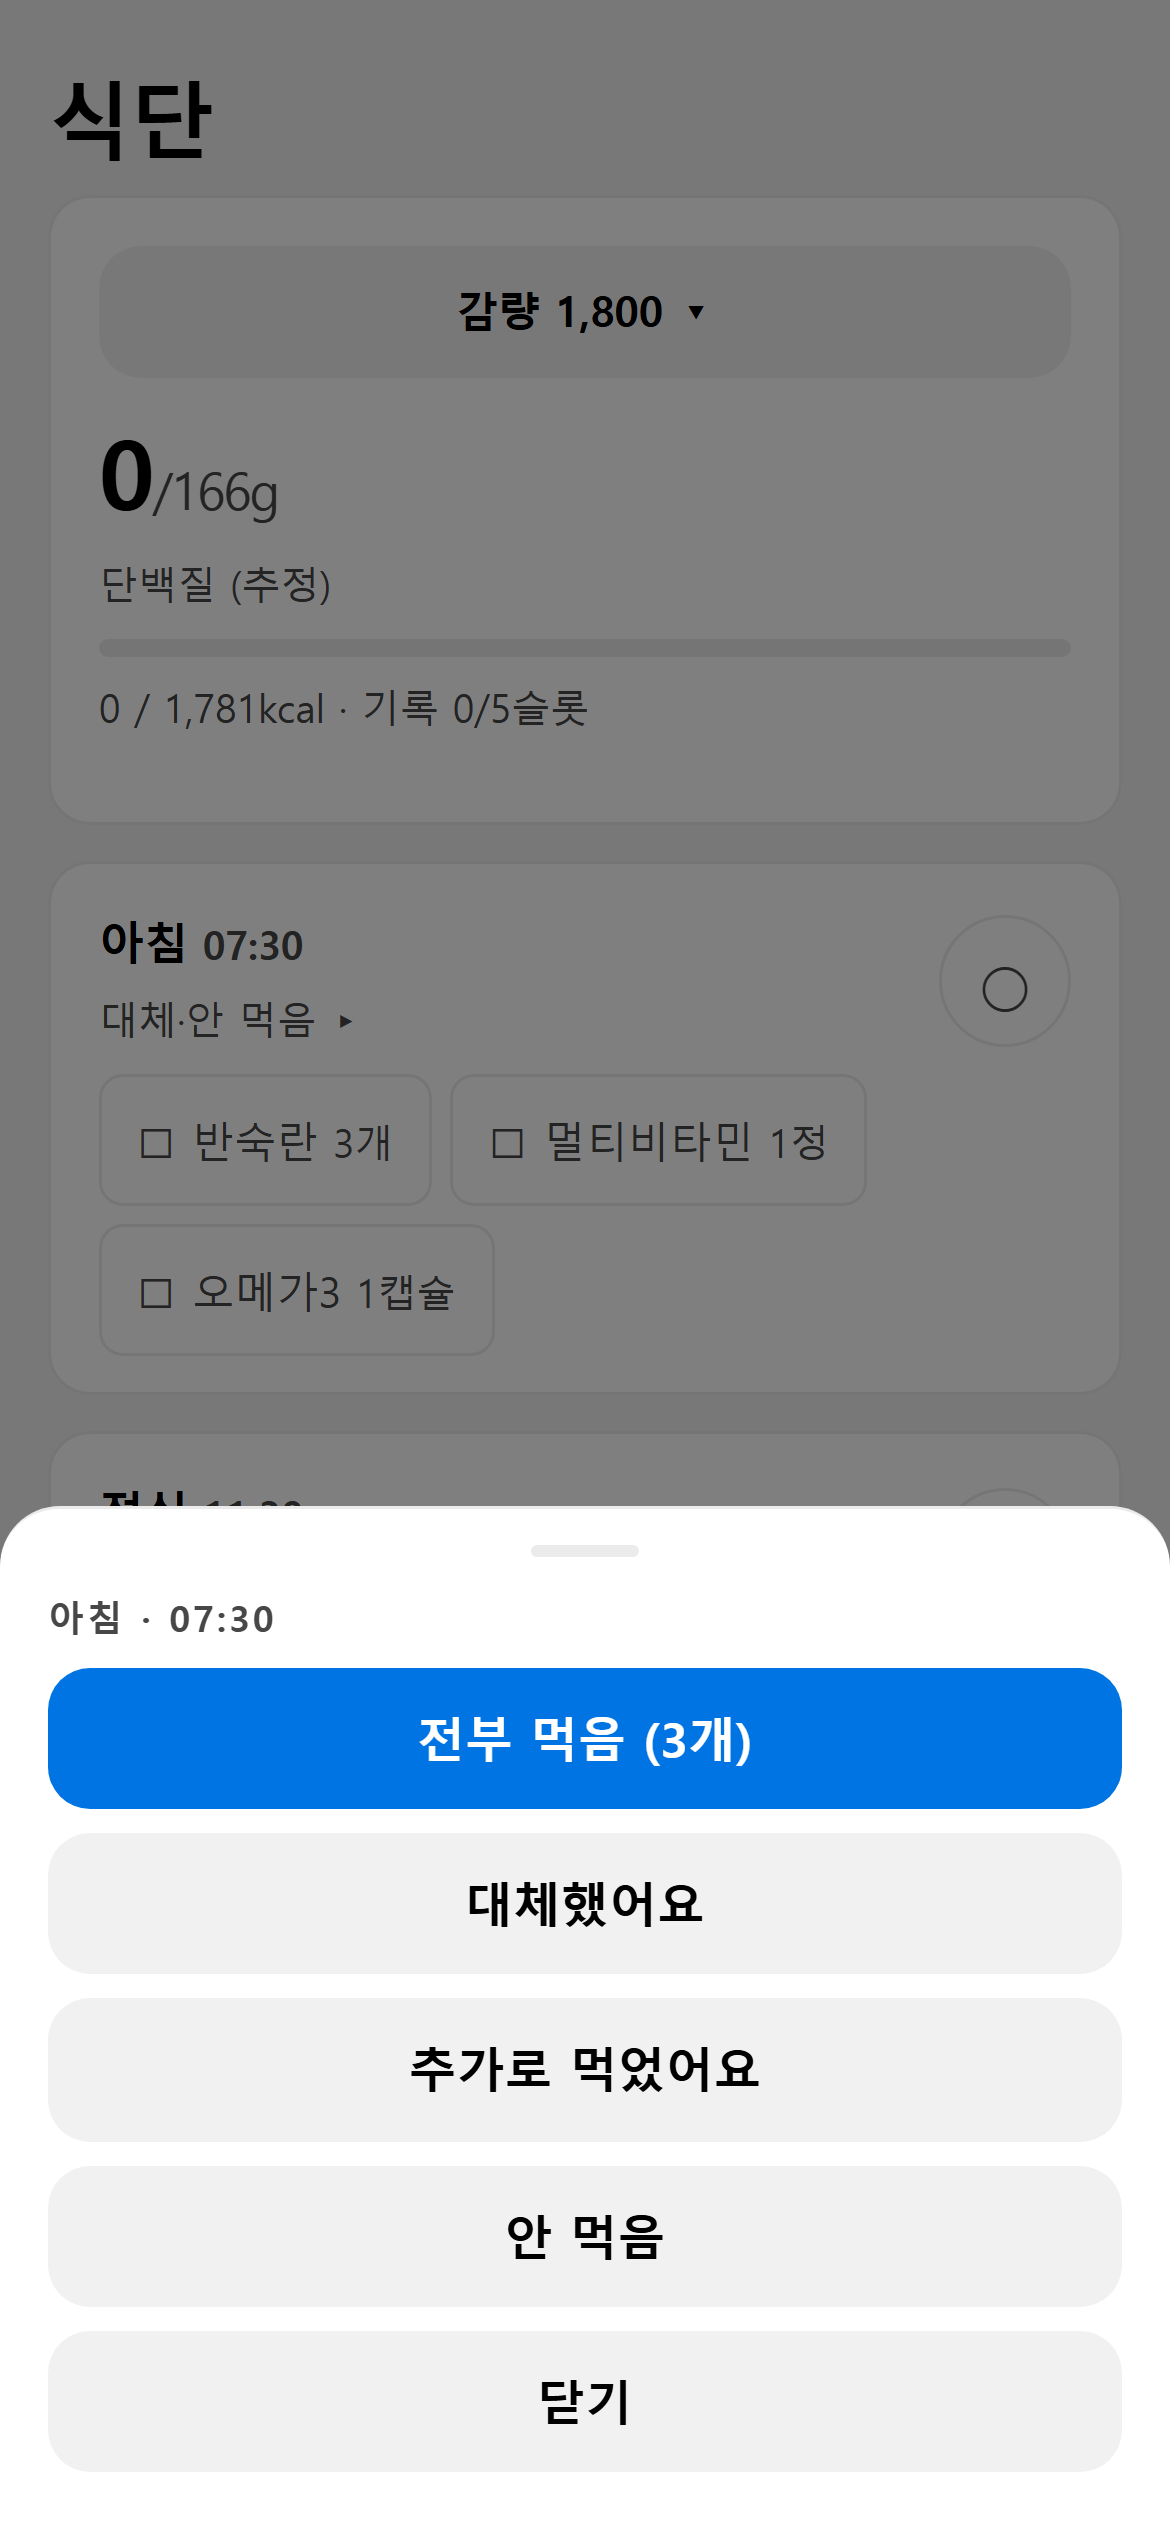 식단
감량 1,800 ▼
0/166g
단백질 (추정)
0 / 1,781kcal · 기록 0/5슬롯
아침 07:30
대체·안 먹음 ▸
○
☐ 반숙란 3개
☐ 멀티비타민 1정
☐ 오메가3 1캡슐
아침 · 07:30
전부 먹음 (3개)
대체했어요
추가로 먹었어요
안 먹음
닫기